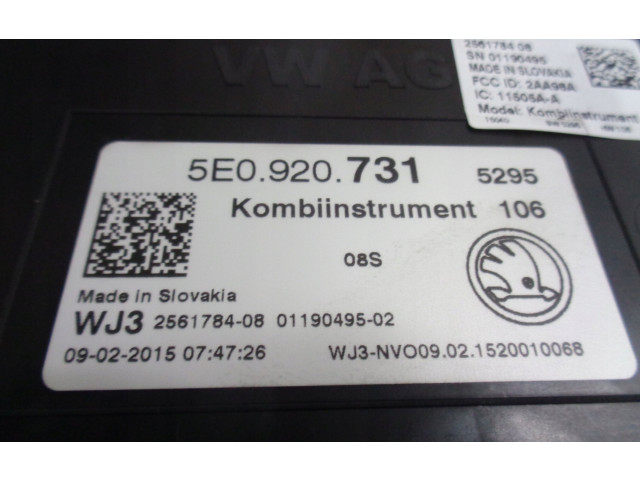 VW AG
2561784 08
SN 01190495
MADE IN SLOVAKIA
FCC ID: 2AA98A
IC: 11505A-A
Model: Kombiinstrument
5E0.920.731 5295
Kombiinstrument 106
08S
Made in Slovakia
WJ3 2561784-08 01190495-02
09-02-2015 07:47:26 WJ3-NVO09.02.1520010068